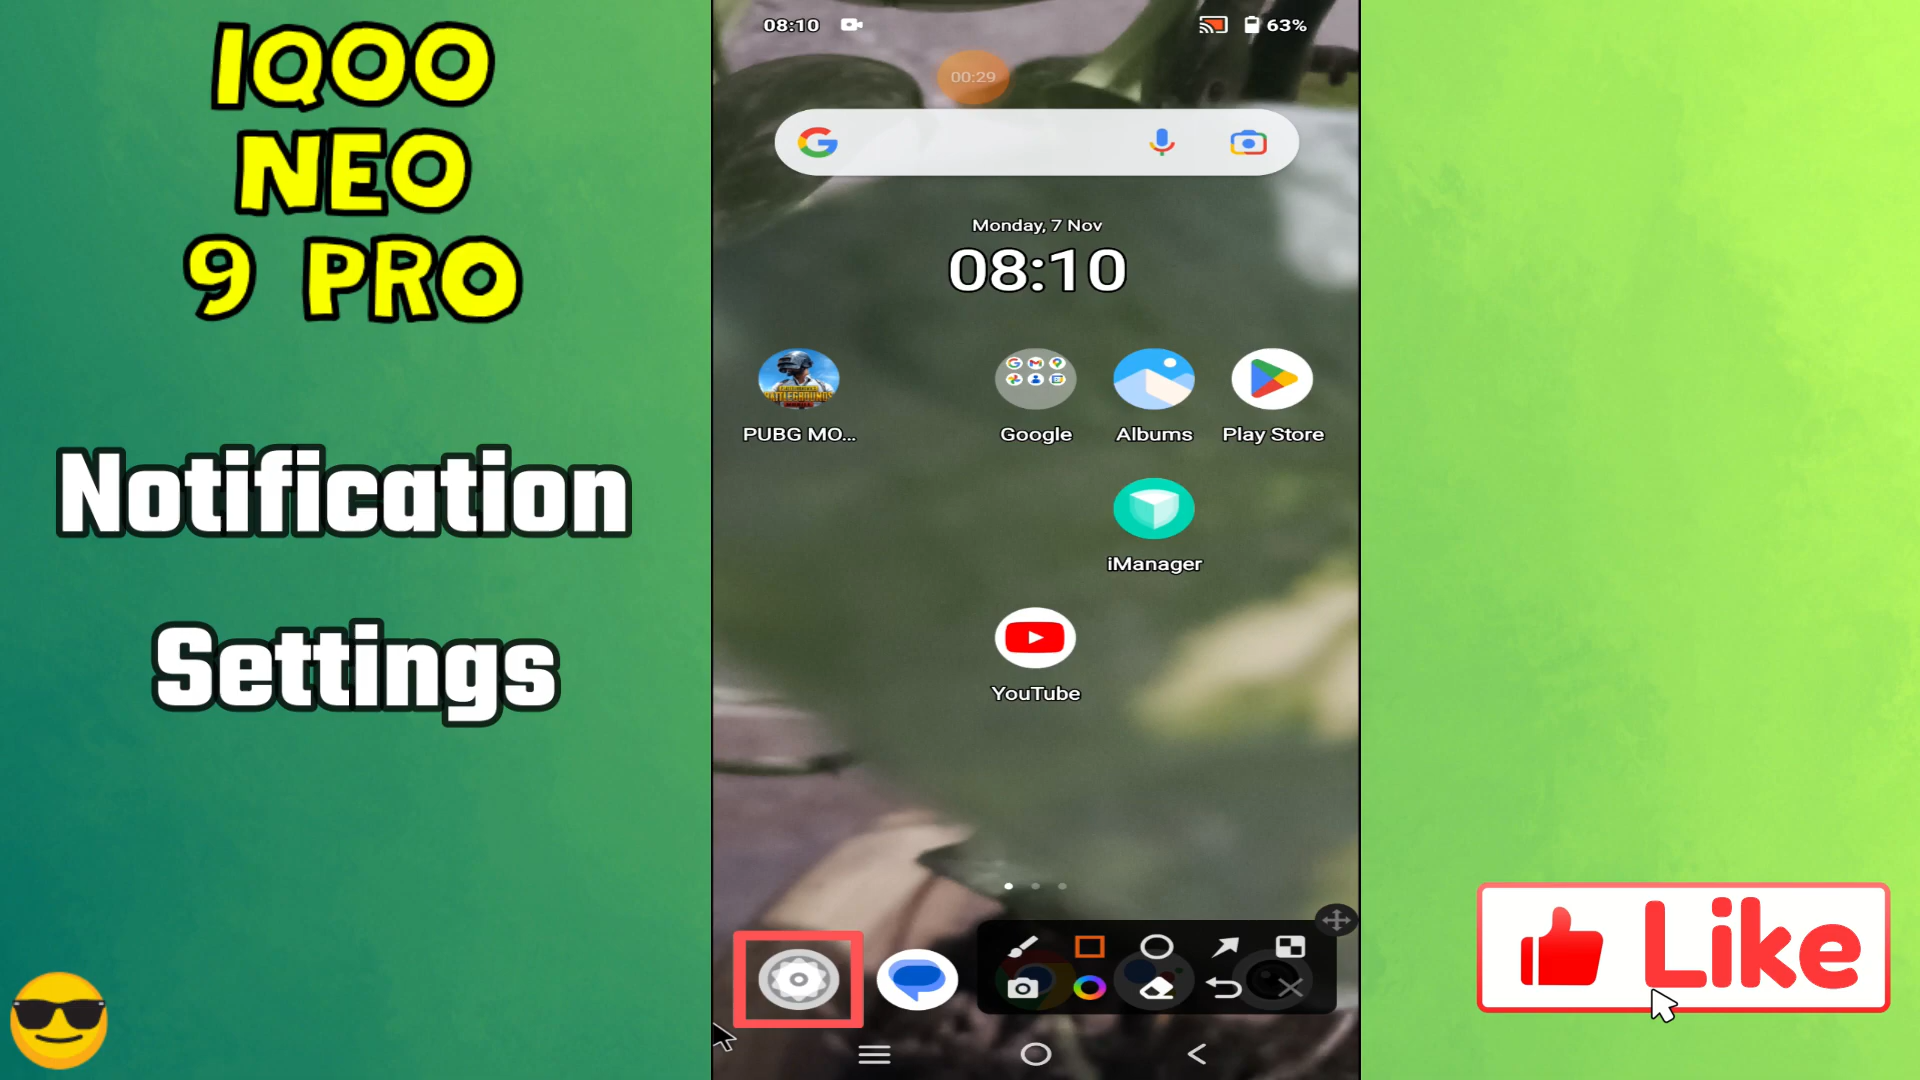 IQOO
NEO
9 PRO
Notification
Settings
08:10
63%
00:29
Monday, 7 Nov
08:10
PUBG MO...
Google
Albums
Play Store
iManager
YouTube
Like